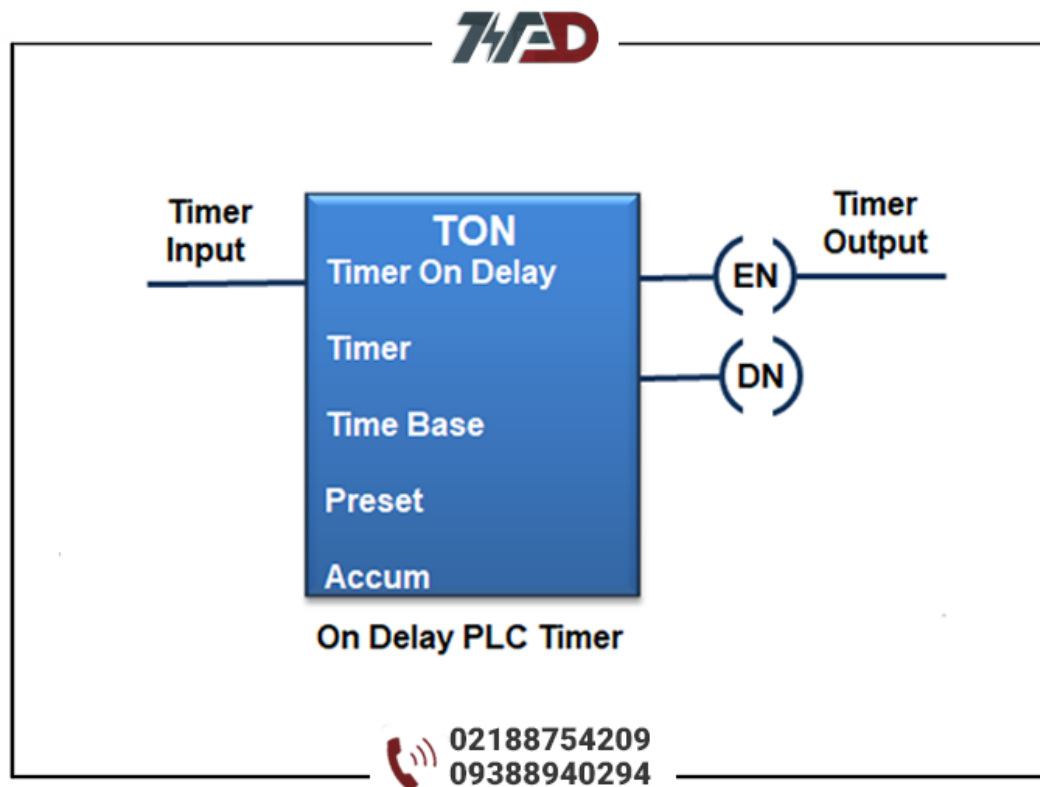 Timer
Input
TON
Timer On Delay
Timer
Time Base
Preset
Accum
Timer
Output
EN
DN
On Delay PLC Timer
02188754209
09388940294